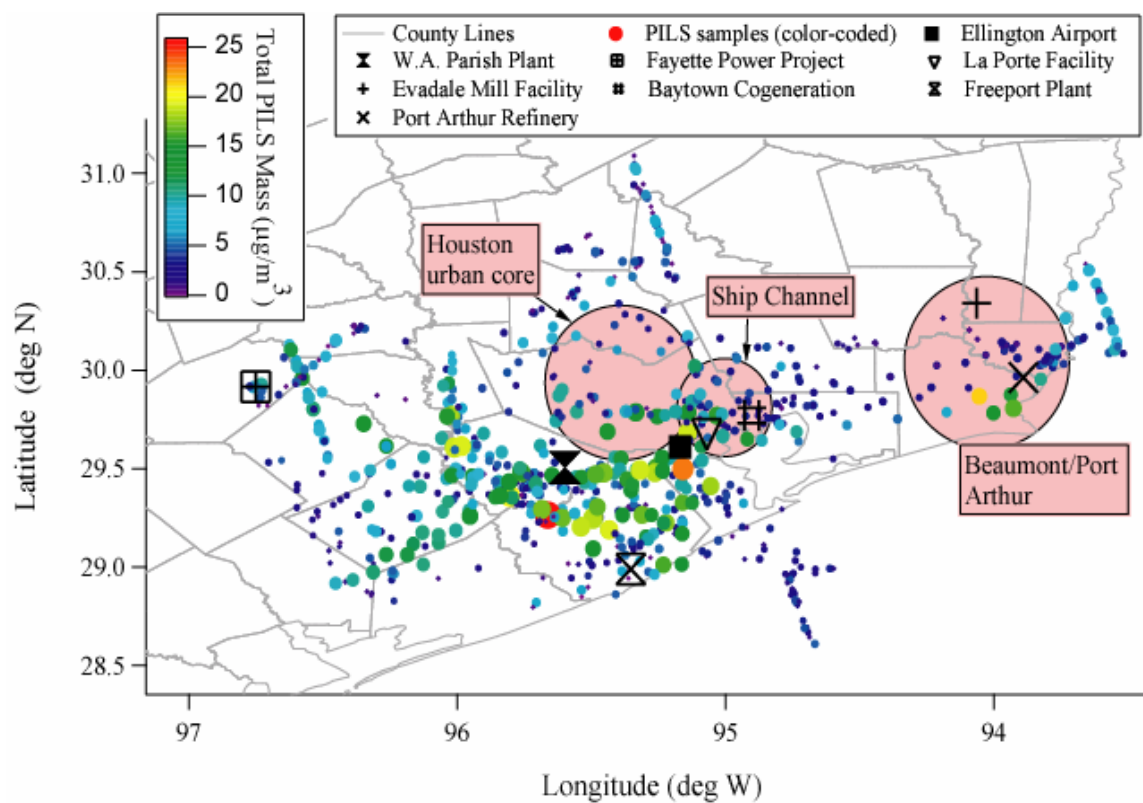 25
20
15
10
5
0
Total PILS Mass (μg/m³)
County Lines
PILS samples (color-coded)
Ellington Airport
W.A. Parish Plant
Fayette Power Project
La Porte Facility
Evadale Mill Facility
Baytown Cogeneration
Freeport Plant
Port Arthur Refinery
Houston
urban core
Ship Channel
Beaumont/Port
Arthur
31.0
30.5
30.0
29.5
29.0
28.5
Latitude (deg N)
97
96
95
94
Longitude (deg W)